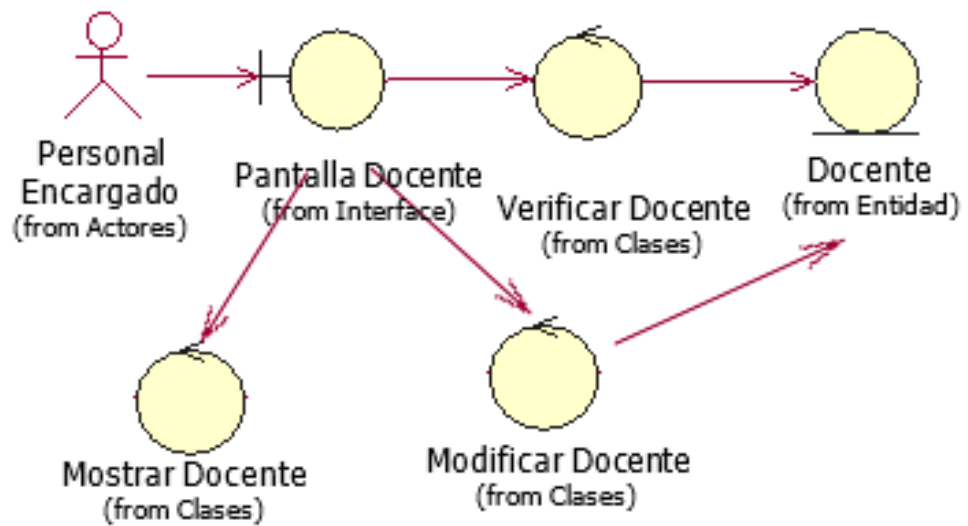 Personal
Encargado
(from Actores)
Pantalla Docente
(from Interface)
Verificar Docente
(from Clases)
Docente
(from Entidad)
Mostrar Docente
(from Clases)
Modificar Docente
(from Clases)